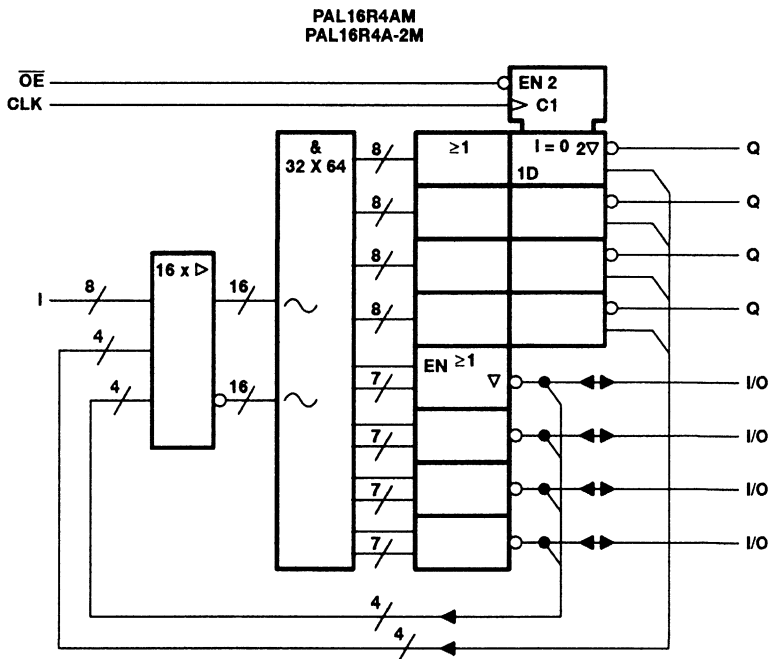 PAL16R4AM
PAL16R4A-2M
OE
EN 2
CLK
C1
&
32 X 64
8
≥1
I = 0
2▽
1D
Q
8
Q
8
Q
8
Q
16 x ▷
I
8
16
4
4
16
EN ≥1
▽
7
I/O
7
I/O
7
I/O
7
I/O
4
4